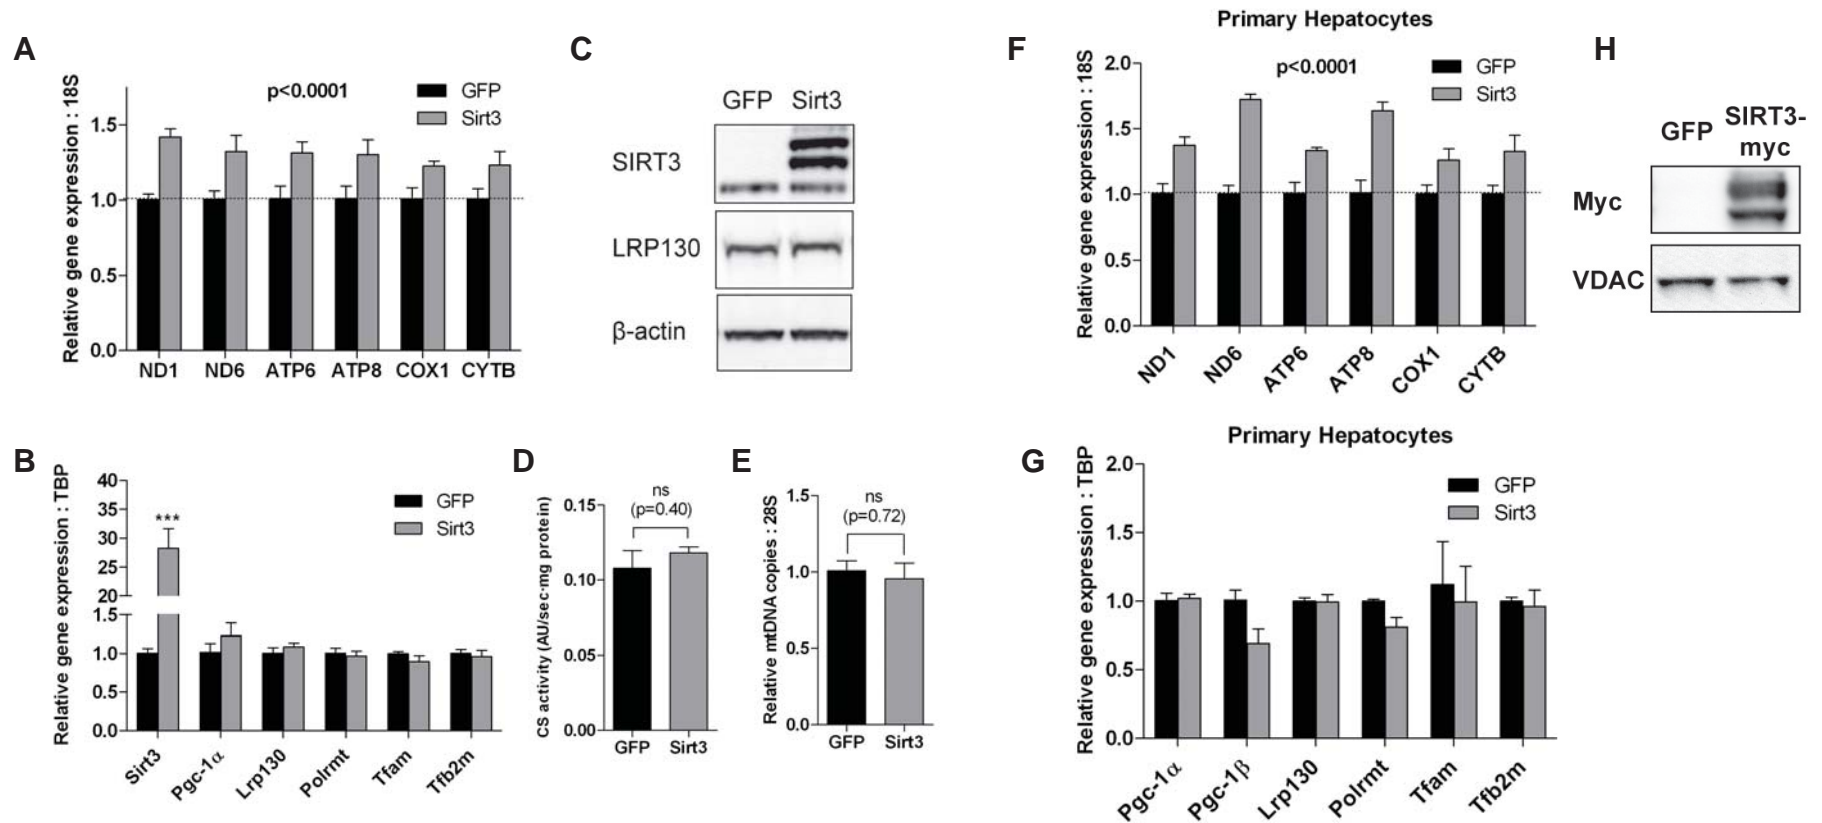 A
Relative gene expression : 18S
p<0.0001
GFP
Sirt3
1.5
1.0
0.5
0.0
ND1 ND6 ATP6 ATP8 COX1 CYTB
B
Relative gene expression : TBP
GFP
Sirt3
***
40
35
30
25
20
1.5
1.0
0.5
0.0
Sirt3 Pgc-1α Lrp130 Polrmt Tfam Tfb2m
C
GFP Sirt3
SIRT3
LRP130
β-actin
D
CS activity (AU/sec·mg protein)
ns
(p=0.40)
0.15
0.10
0.05
0.00
GFP Sirt3
E
Relative mtDNA copies : 28S
ns
(p=0.72)
1.5
1.0
0.5
0.0
GFP Sirt3
F
Primary Hepatocytes
Relative gene expression : 18S
p<0.0001
GFP
Sirt3
2.0
1.5
1.0
0.5
0.0
ND1 ND6 ATP6 ATP8 COX1 CYTB
G
Primary Hepatocytes
Relative gene expression : TBP
GFP
Sirt3
2.0
1.5
1.0
0.5
0.0
Pgc-1α Pgc-1β Lrp130 Polrmt Tfam Tfb2m
H
GFP SIRT3-
myc
Myc
VDAC